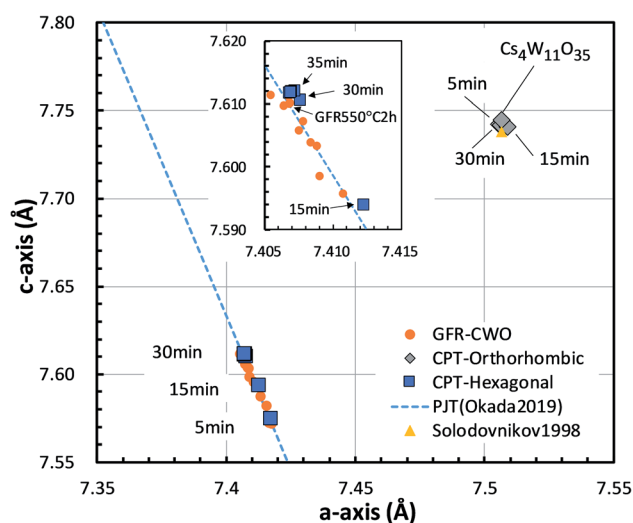 7.80
7.75
7.70
7.65
7.60
7.55
c-axis (Å)
7.35
7.4
7.45
7.5
7.55
a-axis (Å)
7.620
7.610
7.600
7.590
7.405
7.410
7.415
35min
30min
GFR550°C2h
15min
Cs4W11O35
5min
30min
15min
30min
15min
5min
GFR-CWO
CPT-Orthorhombic
CPT-Hexagonal
PJT(Okada2019)
Solodovnikov1998